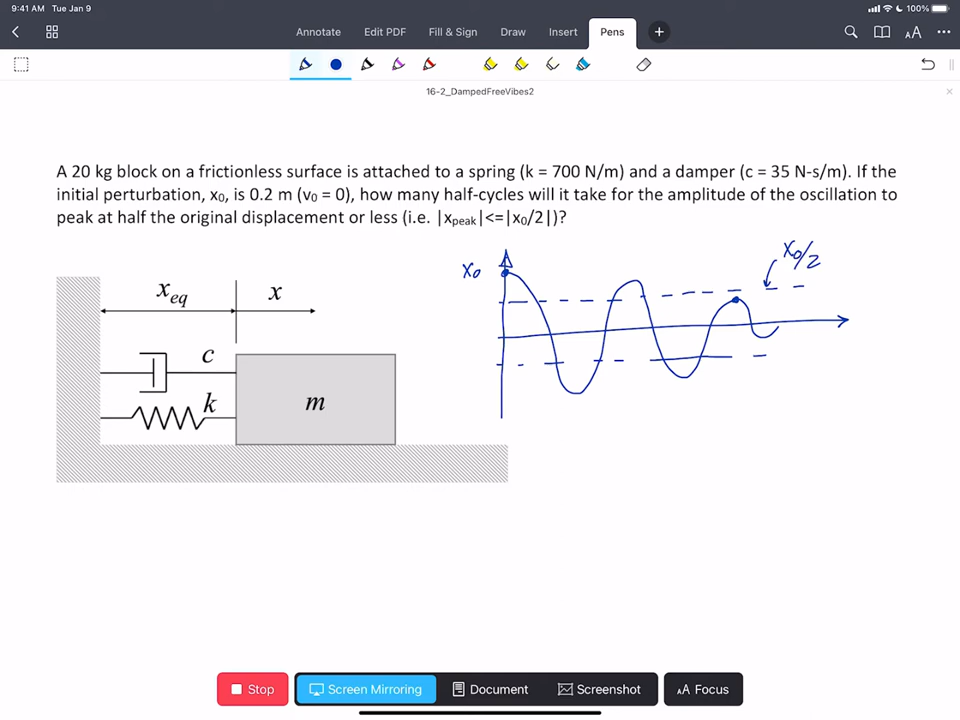 9:41 AM Tue Jan 9
100%
Annotate Edit PDF Fill & Sign Draw Insert Pens
AA
16-2_DampedFreeVibes2
A 20 kg block on a frictionless surface is attached to a spring (k = 700 N/m) and a damper (c = 35 N-s/m). If the
initial perturbation, x₀, is 0.2 m (v₀ = 0), how many half-cycles will it take for the amplitude of the oscillation to
peak at half the original displacement or less (i.e. |xpeak|<=|x₀/2|)?
x₀/2
x₀
xeq x
c
k
m
Stop Screen Mirroring Document Screenshot AA Focus